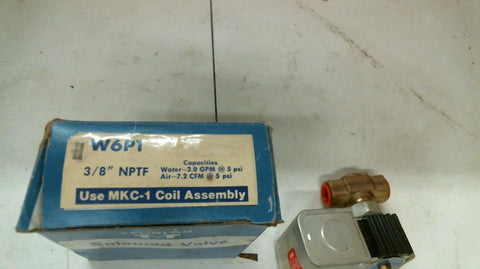 W6P1
3/8" NPTF
Capacities
Water-2.0 GPM @ 5 psi
Air-7.2 CFM @ 5 psi
Use MKC-1 Coil Assembly
Solenoid Valve